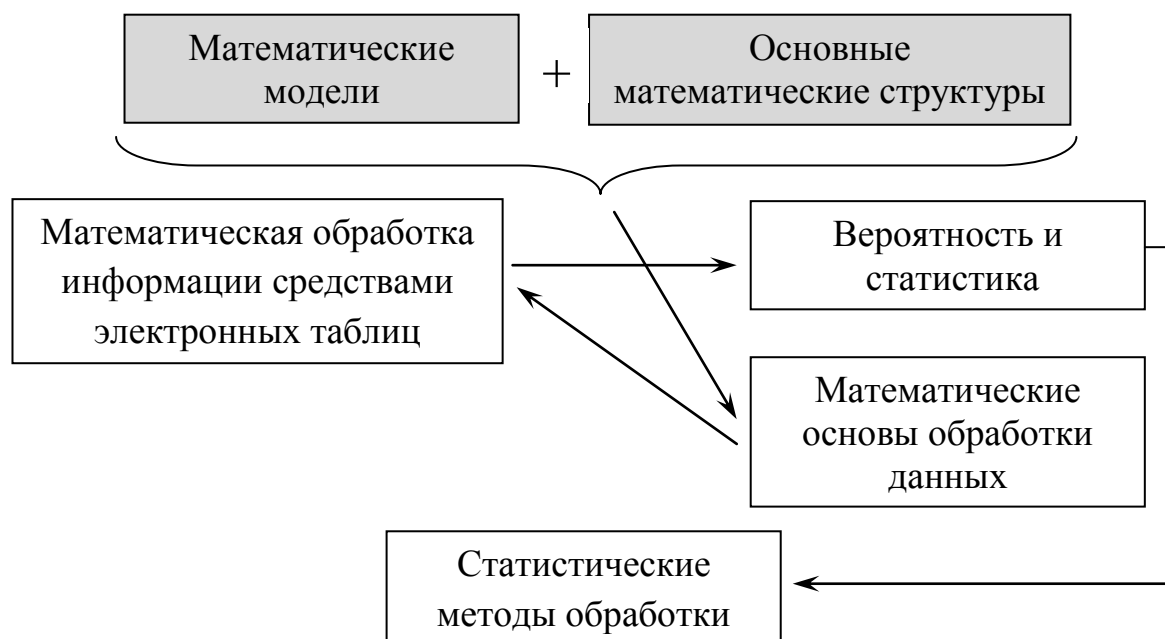 Математические
модели
+
Основные
математические структуры
Математическая обработка
информации средствами
электронных таблиц
Вероятность и
статистика
Математические
основы обработки
данных
Статистические
методы обработки